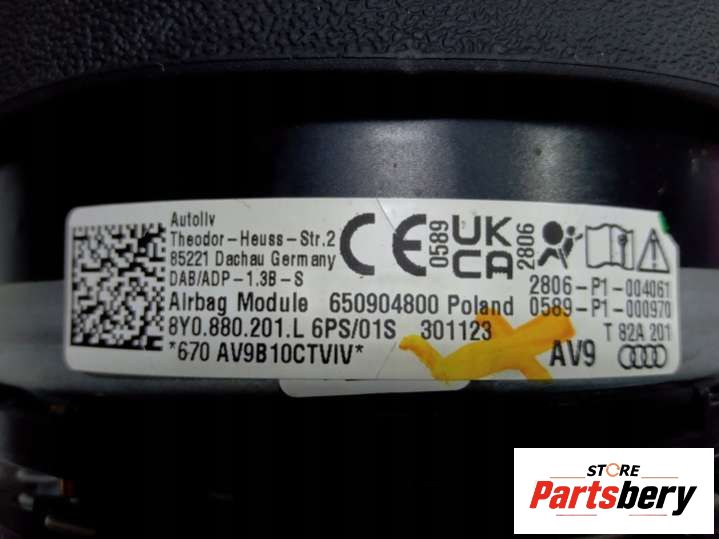 Autoliv
Theodor-Heuss-Str.2
85221 Dachau Germany
DAB/ADP-1.3B-S
CE 0589 UKCA 2806
2806-P1-004061
Airbag Module 650904800 Poland 0589-P1-000970
8Y0.880.201.L 6PS/01S 301123 T 82A 201
*670 AV9B10CTVIV* AV9
STORE
Partsbery